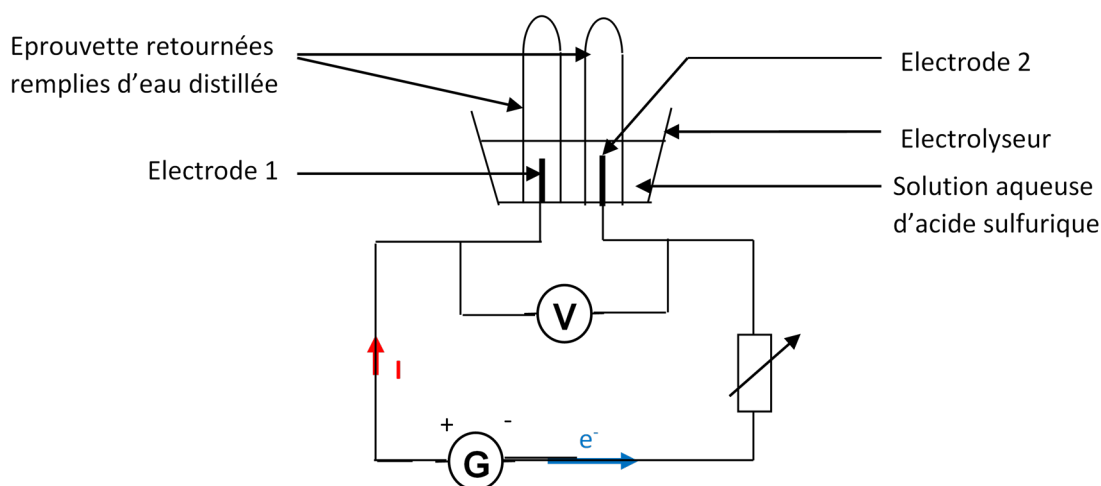 Eprouvette retournées
remplies d'eau distillée
Electrode 2
Electrolyseur
Electrode 1
Solution aqueuse
d'acide sulfurique
V
I
+ -
e-
G